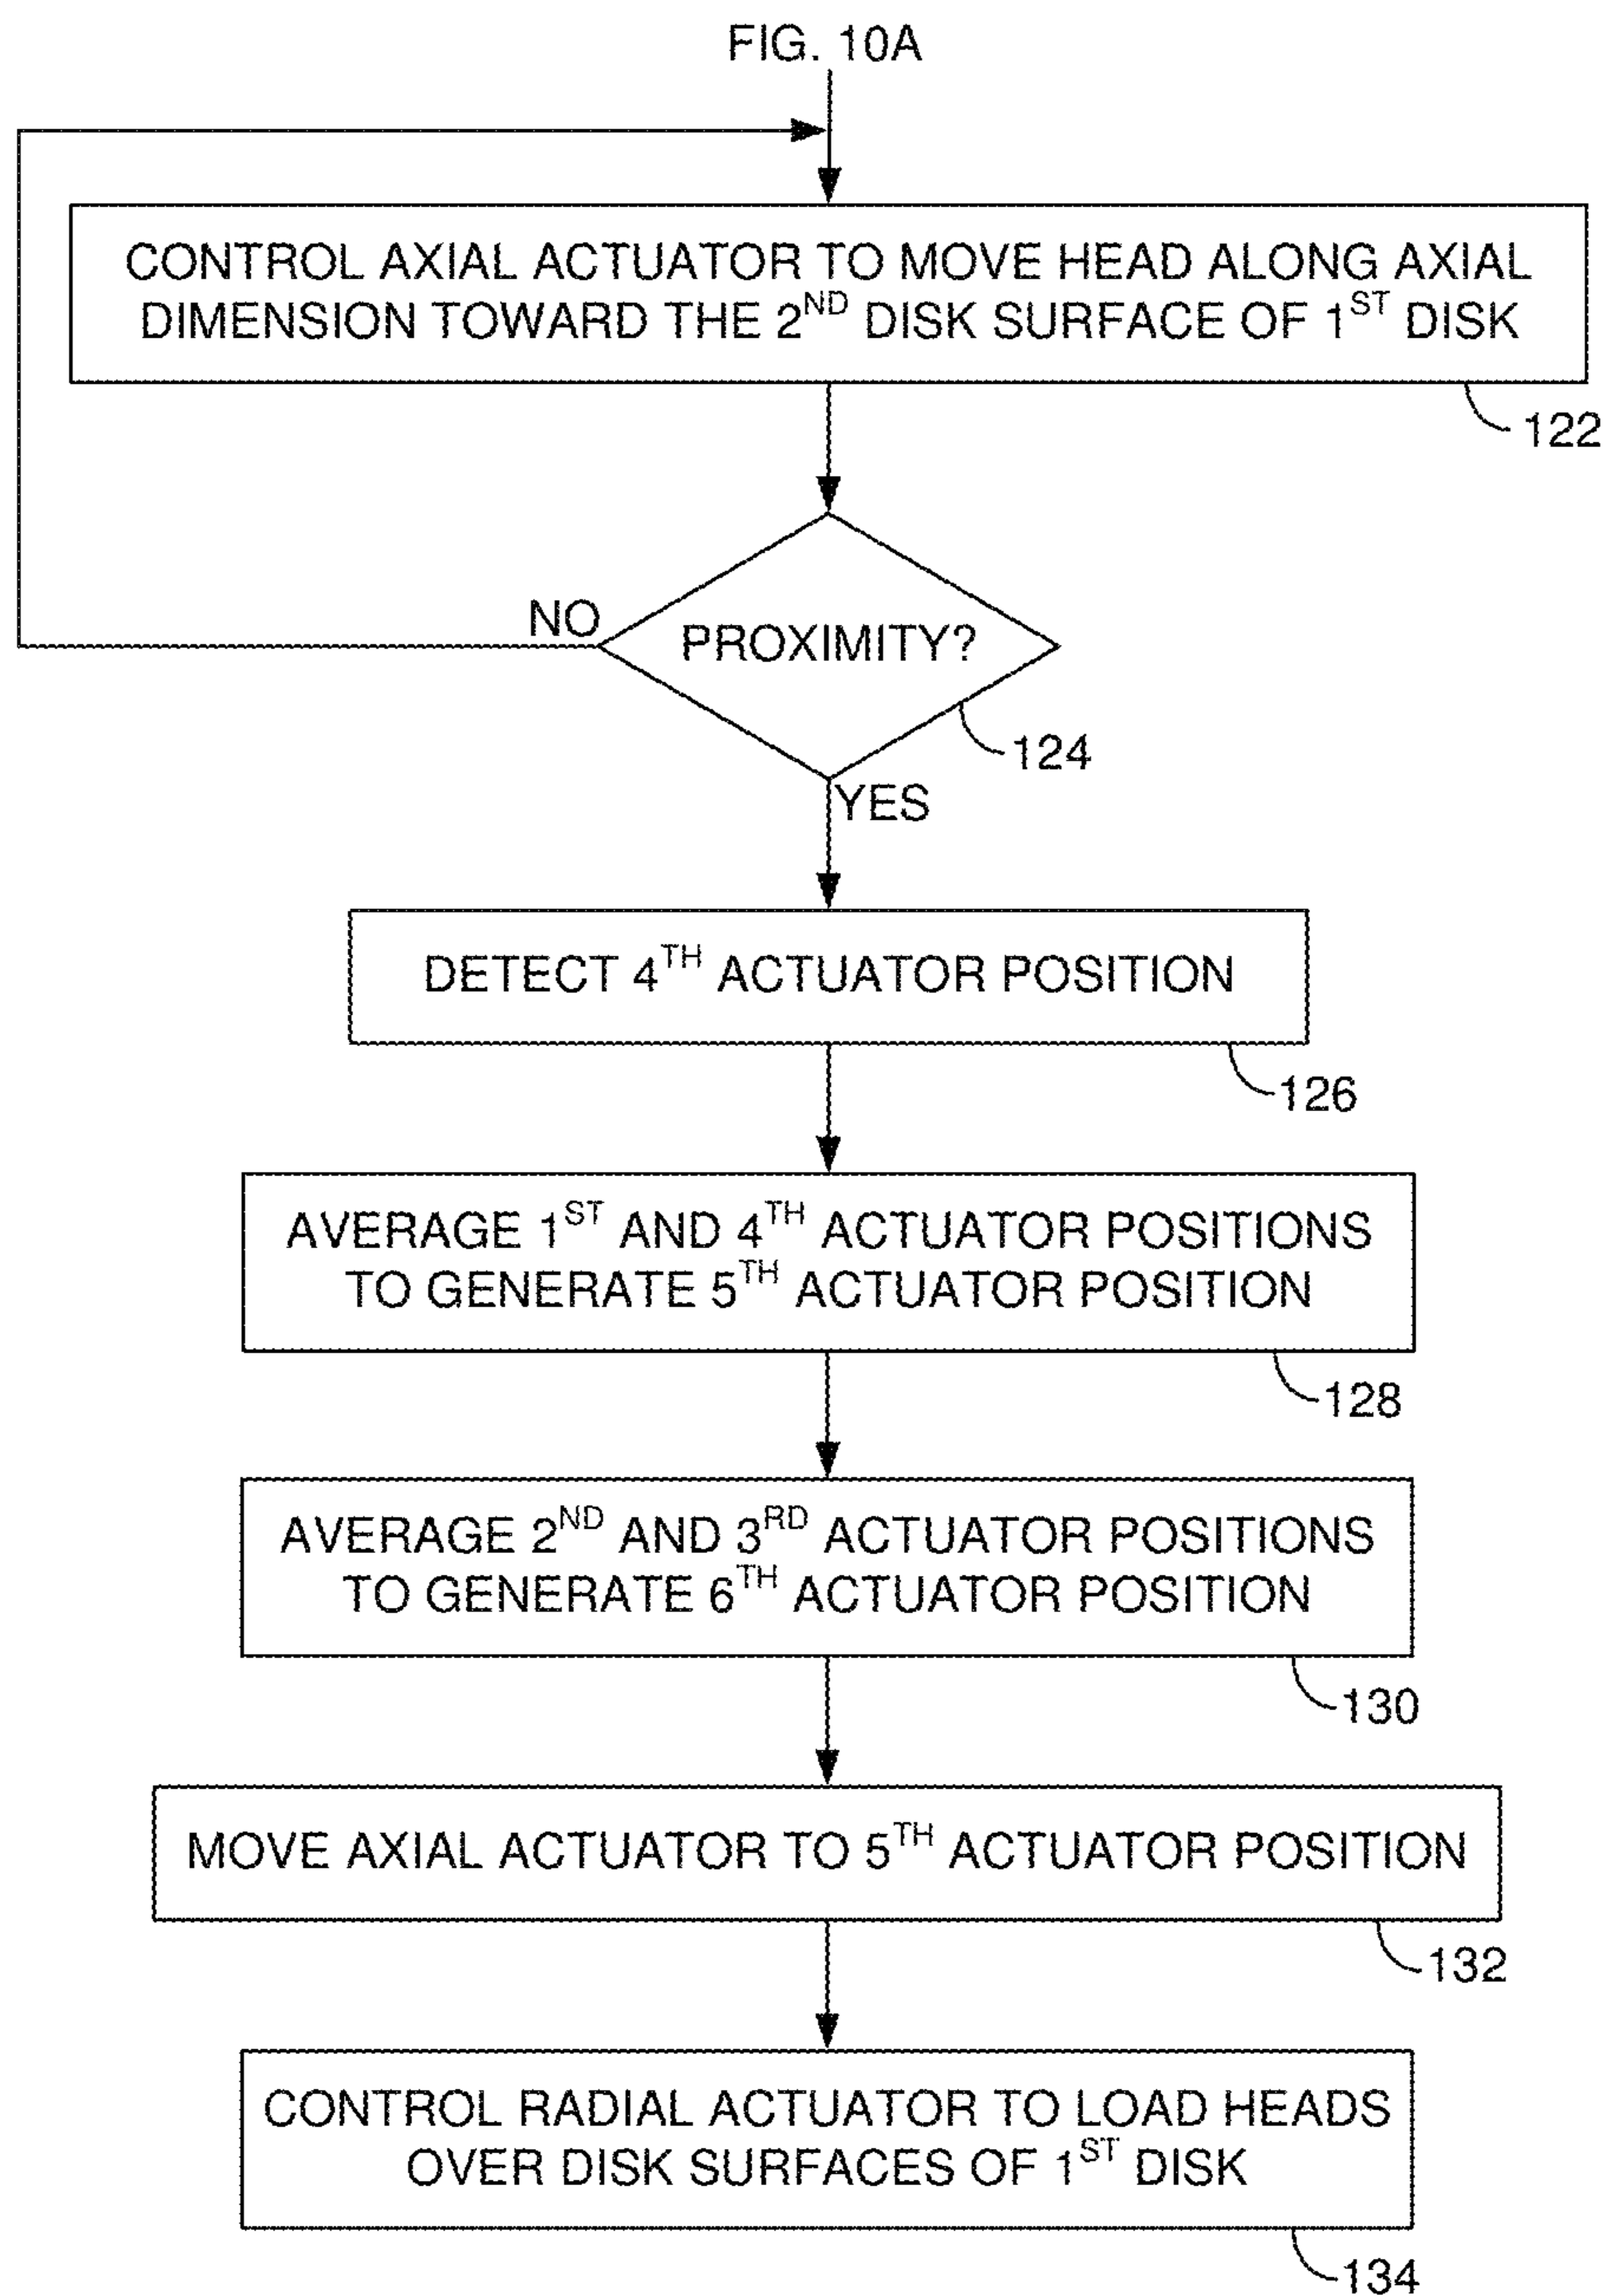 FIG. 10A
CONTROL AXIAL ACTUATOR TO MOVE HEAD ALONG AXIAL
DIMENSION TOWARD THE 2ND DISK SURFACE OF 1ST DISK
122
NO
PROXIMITY?
124
YES
DETECT 4TH ACTUATOR POSITION
126
AVERAGE 1ST AND 4TH ACTUATOR POSITIONS
TO GENERATE 5TH ACTUATOR POSITION
128
AVERAGE 2ND AND 3RD ACTUATOR POSITIONS
TO GENERATE 6TH ACTUATOR POSITION
130
MOVE AXIAL ACTUATOR TO 5TH ACTUATOR POSITION
132
CONTROL RADIAL ACTUATOR TO LOAD HEADS
OVER DISK SURFACES OF 1ST DISK
134